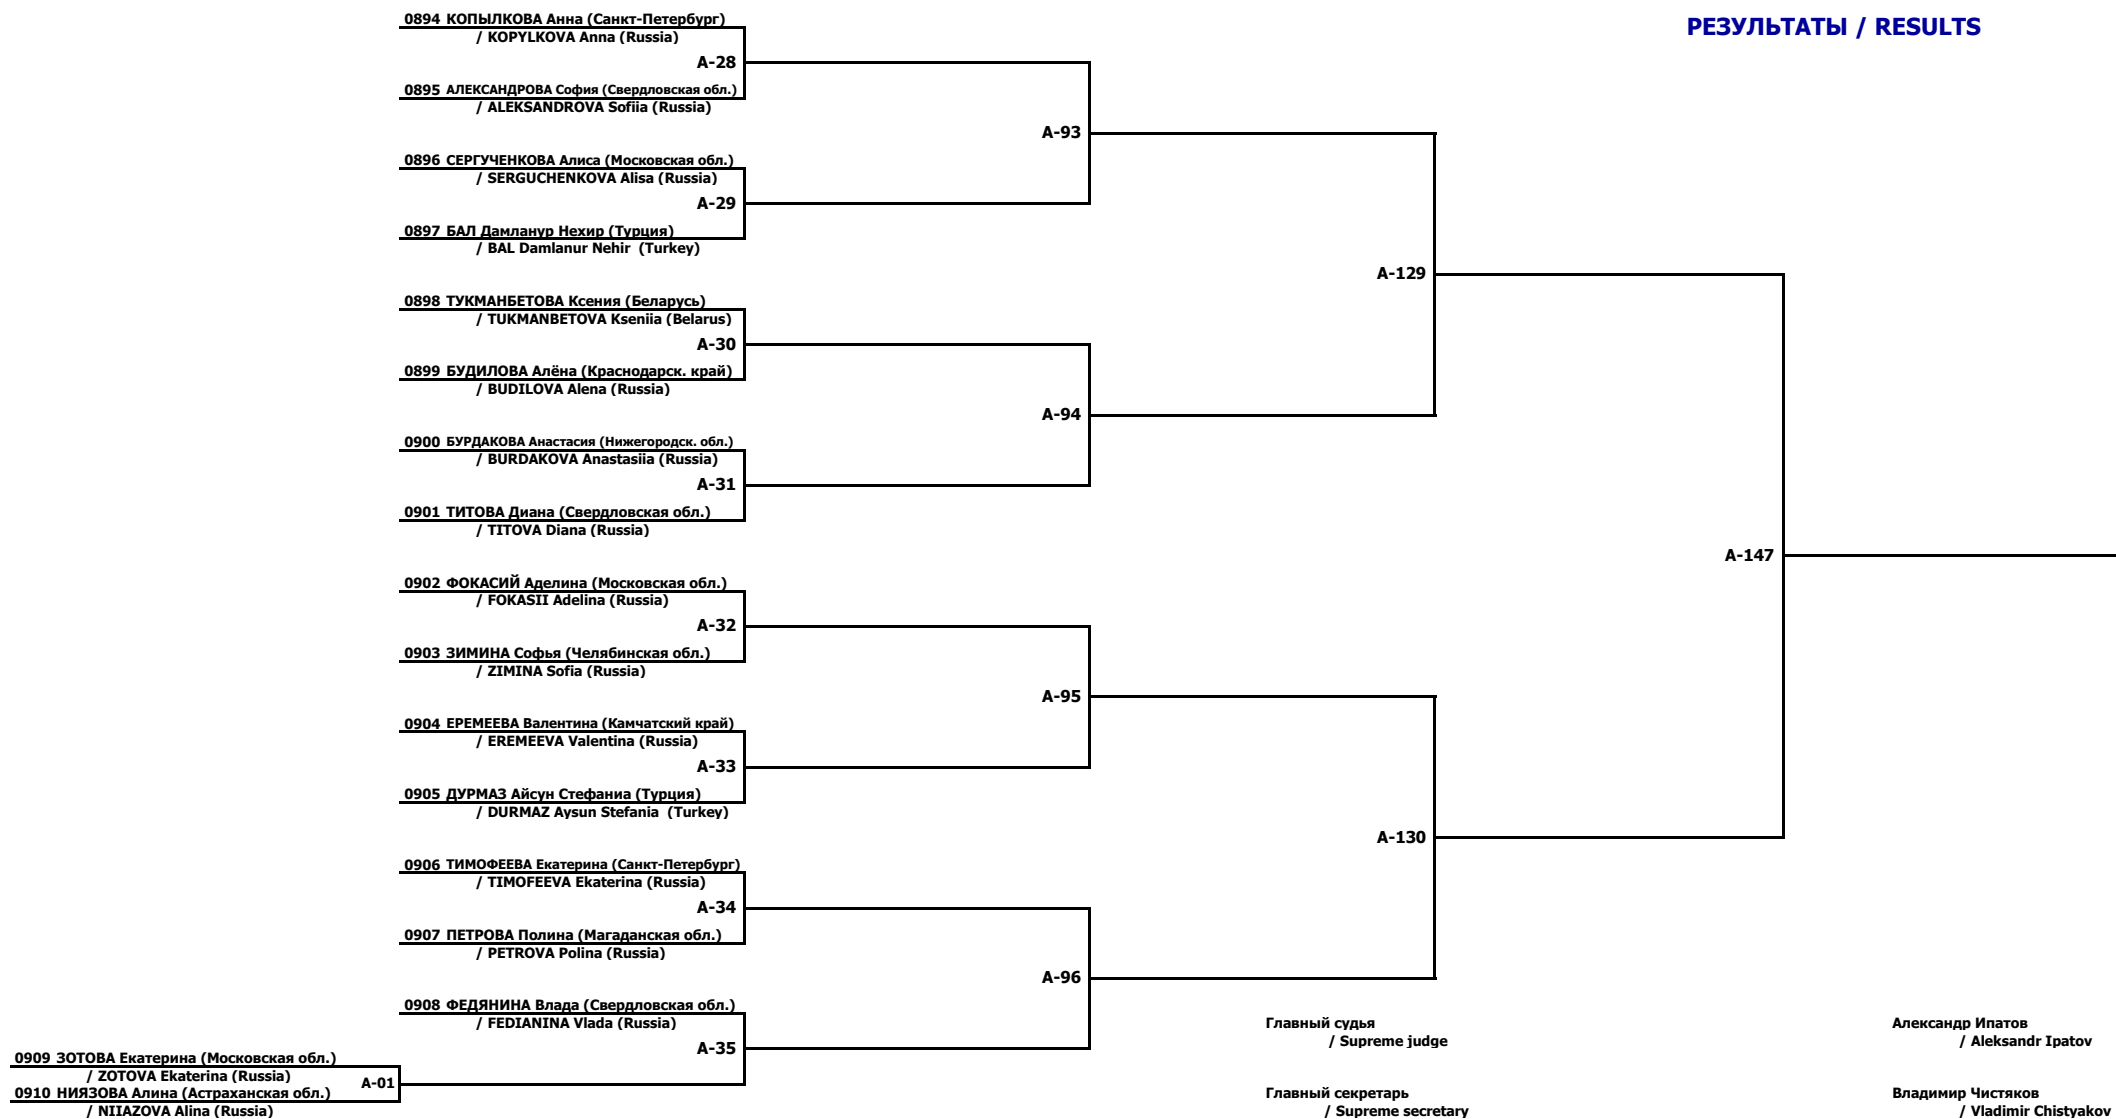 0894 КОПЫЛКОВА Анна (Санкт-Петербург)
/ KOPYLKOVA Anna (Russia)
РЕЗУЛЬТАТЫ / RESULTS
A-28
0895 АЛЕКСАНДРОВА София (Свердловская обл.)
/ ALEKSANDROVA Sofiia (Russia)
A-93
0896 СЕРГУЧЕНКОВА Алиса (Московская обл.)
/ SERGUCHENKOVA Alisa (Russia)
A-29
0897 БАЛ Дамланур Нехир (Турция)
/ BAL Damlanur Nehir (Turkey)
A-129
0898 ТУКМАНБЕТОВА Ксения (Беларусь)
/ TUKMANBETOVA Kseniia (Belarus)
A-30
0899 БУДИЛОВА Алёна (Краснодарск. край)
/ BUDILOVA Alena (Russia)
A-94
0900 БУРДАКОВА Анастасия (Нижегородск. обл.)
/ BURDAKOVA Anastasiia (Russia)
A-31
0901 ТИТОВА Диана (Свердловская обл.)
/ TITOVA Diana (Russia)
A-147
0902 ФОКАСИЙ Аделина (Московская обл.)
/ FOKASII Adelina (Russia)
A-32
0903 ЗИМИНА Софья (Челябинская обл.)
/ ZIMINA Sofia (Russia)
A-95
0904 ЕРЕМЕЕВА Валентина (Камчатский край)
/ EREMEEVA Valentina (Russia)
A-33
0905 ДУРМАЗ Айсун Стефаниа (Турция)
/ DURMAZ Aysun Stefania (Turkey)
A-130
0906 ТИМОФЕЕВА Екатерина (Санкт-Петербург)
/ TIMOFEEVA Ekaterina (Russia)
A-34
0907 ПЕТРОВА Полина (Магаданская обл.)
/ PETROVA Polina (Russia)
A-96
0908 ФЕДЯНИНА Влада (Свердловская обл.)
/ FEDIANINA Vlada (Russia)
Главный судья
/ Supreme judge
Александр Ипатов
/ Aleksandr Ipatov
A-35
0909 ЗОТОВА Екатерина (Московская обл.)
/ ZOTOVA Ekaterina (Russia)
A-01
0910 НИЯЗОВА Алина (Астраханская обл.)
/ NIIAZOVA Alina (Russia)
Главный секретарь
/ Supreme secretary
Владимир Чистяков
/ Vladimir Chistyakov